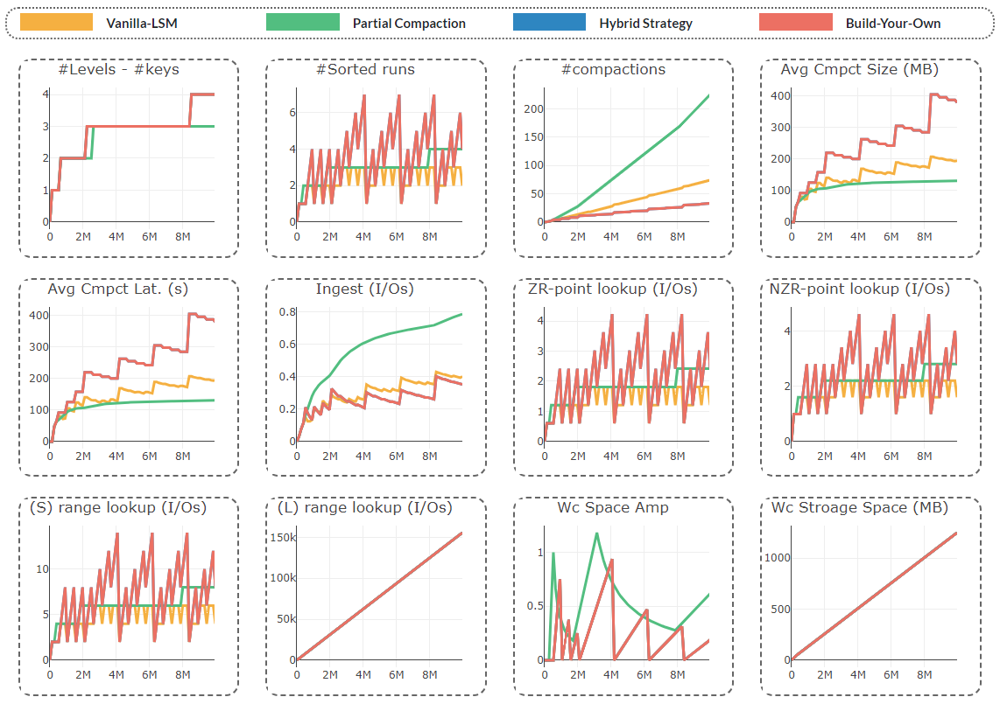 Vanilla-LSM Partial Compaction Hybrid Strategy Build-Your-Own
#Levels - #keys
4
3
2
1
0
0 2M 4M 6M 8M
#Sorted runs
6
4
2
0
0 2M 4M 6M 8M
#compactions
200
150
100
50
0
0 2M 4M 6M 8M
Avg Cmpct Size (MB)
400
300
200
100
0
0 2M 4M 6M 8M
Avg Cmpct Lat. (s)
400
300
200
100
0
0 2M 4M 6M 8M
Ingest (I/Os)
0.8
0.6
0.4
0.2
0
0 2M 4M 6M 8M
ZR-point lookup (I/Os)
4
3
2
1
0
0 2M 4M 6M 8M
NZR-point lookup (I/Os)
4
2
0
0 2M 4M 6M 8M
(S) range lookup (I/Os)
10
5
0
0 2M 4M 6M 8M
(L) range lookup (I/Os)
150k
100k
50k
0
0 2M 4M 6M 8M
Wc Space Amp
1
0.5
0
0 2M 4M 6M 8M
Wc Stroage Space (MB)
1000
500
0
0 2M 4M 6M 8M